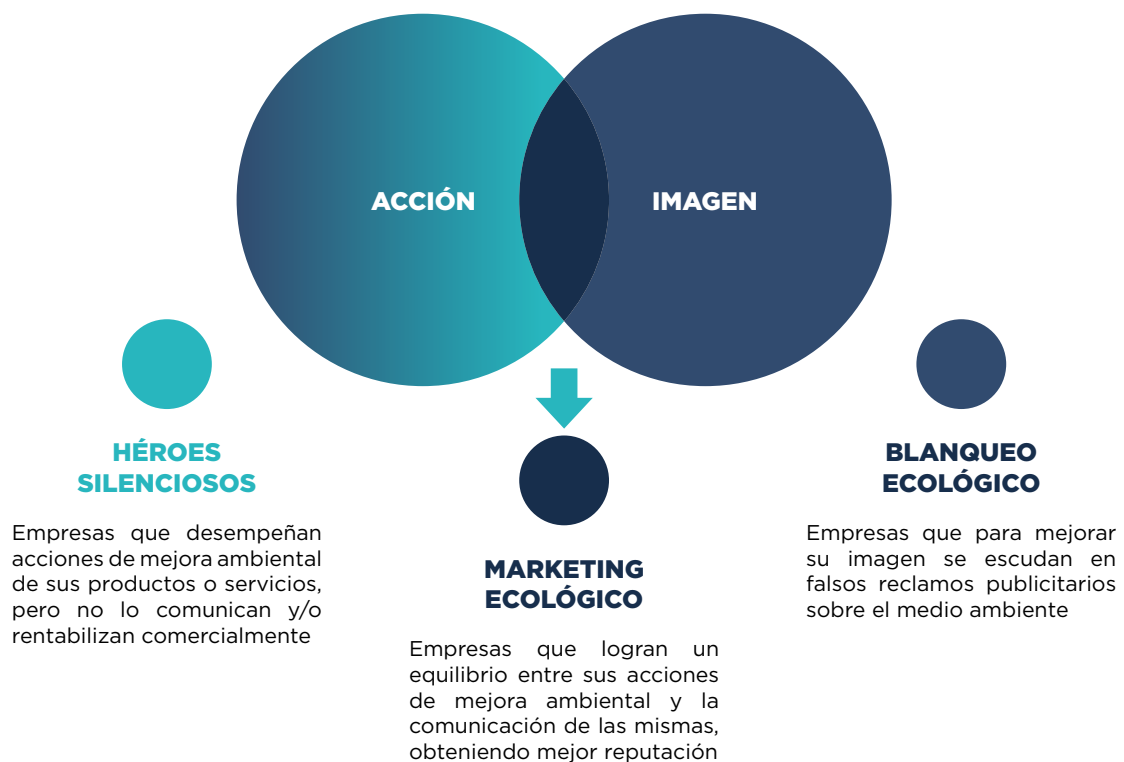 ACCIÓN
IMAGEN
HÉROES
SILENCIOSOS
Empresas que desempeñan
acciones de mejora ambiental
de sus productos o servicios,
pero no lo comunican y/o
rentabilizan comercialmente
MARKETING
ECOLÓGICO
Empresas que logran un
equilibrio entre sus acciones
de mejora ambiental y la
comunicación de las mismas,
obteniendo mejor reputación
BLANQUEO
ECOLÓGICO
Empresas que para mejorar
su imagen se escudan en
falsos reclamos publicitarios
sobre el medio ambiente